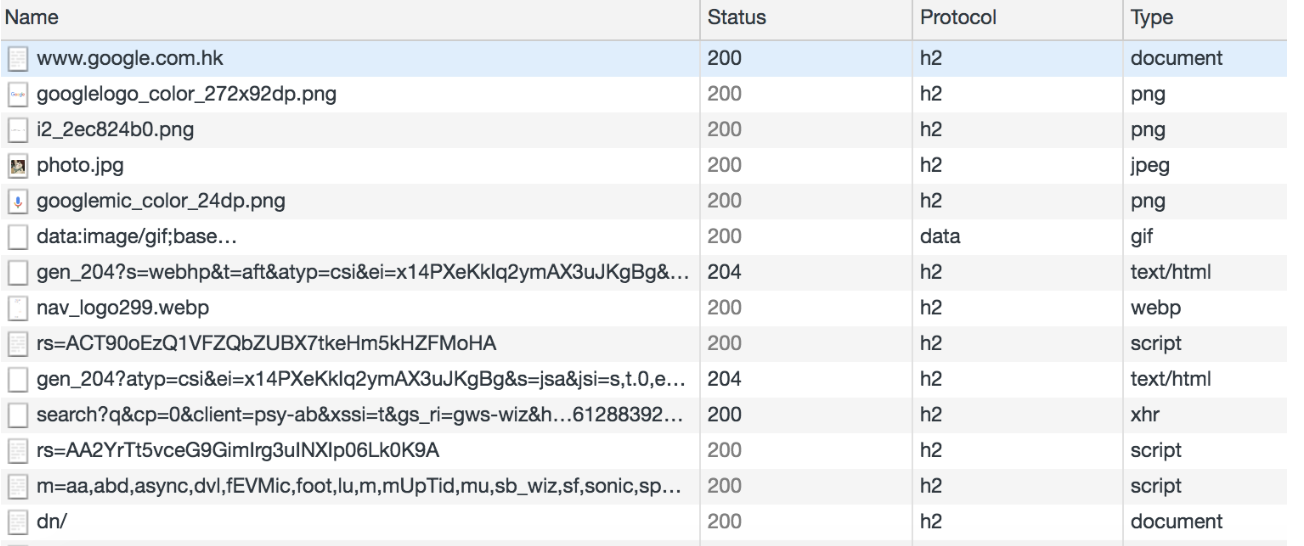 Name Status Protocol Type
www.google.com.hk 200 h2 document
googlelogo_color_272x92dp.png 200 h2 png
i2_2ec824b0.png 200 h2 png
photo.jpg 200 h2 jpeg
googlemic_color_24dp.png 200 h2 png
data:image/gif;base… 200 data gif
gen_204?s=webhp&t=aft&atyp=csi&ei=x14PXeKkIq2ymAX3uJKgBg&… 204 h2 text/html
nav_logo299.webp 200 h2 webp
rs=ACT90oEzQ1VFZQbZUBX7tkeHm5kHZFMoHA 200 h2 script
gen_204?atyp=csi&ei=x14PXeKkIq2ymAX3uJKgBg&s=jsa&jsi=s,t.0,e… 204 h2 text/html
search?q&cp=0&client=psy-ab&xssi=t&gs_ri=gws-wiz&h…61288392… 200 h2 xhr
rs=AA2YrTt5vceG9GimIrg3uINXIp06Lk0K9A 200 h2 script
m=aa,abd,async,dvl,fEVMic,foot,lu,m,mUpTid,mu,sb_wiz,sf,sonic,sp… 200 h2 script
dn/ 200 h2 document